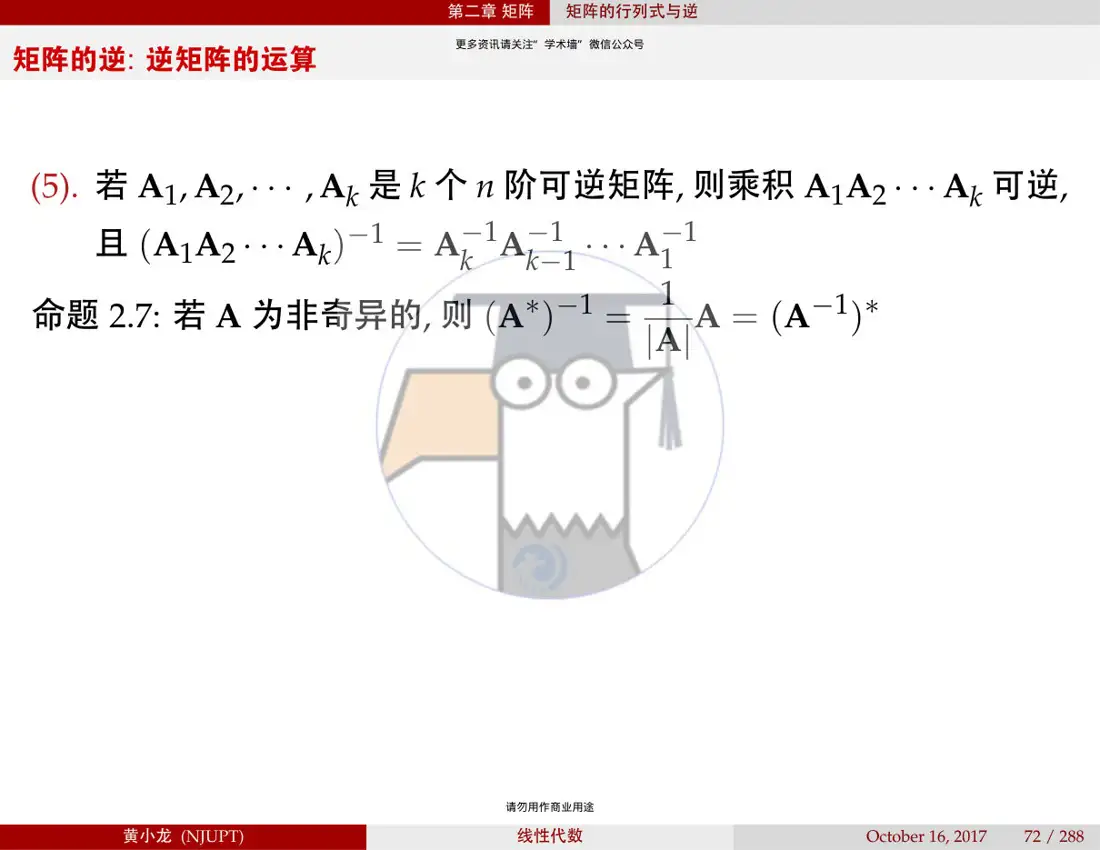 第二章 矩阵 矩阵的行列式与逆
更多资讯请关注“学术墙”微信公众号
矩阵的逆: 逆矩阵的运算
(5). 若 A₁, A₂, ⋯ , Aₖ 是 k 个 n 阶可逆矩阵, 则乘积 A₁A₂ ⋯ Aₖ 可逆,
且 (A₁A₂ ⋯ Aₖ)⁻¹ = Aₖ⁻¹Aₖ₋₁⁻¹ ⋯ A₁⁻¹
命题 2.7: 若 A 为非奇异的, 则 (A*)⁻¹ = 1/|A| A = (A⁻¹)*
请勿用作商业用途
黄小龙 (NJUPT) 线性代数 October 16, 2017 72 / 288